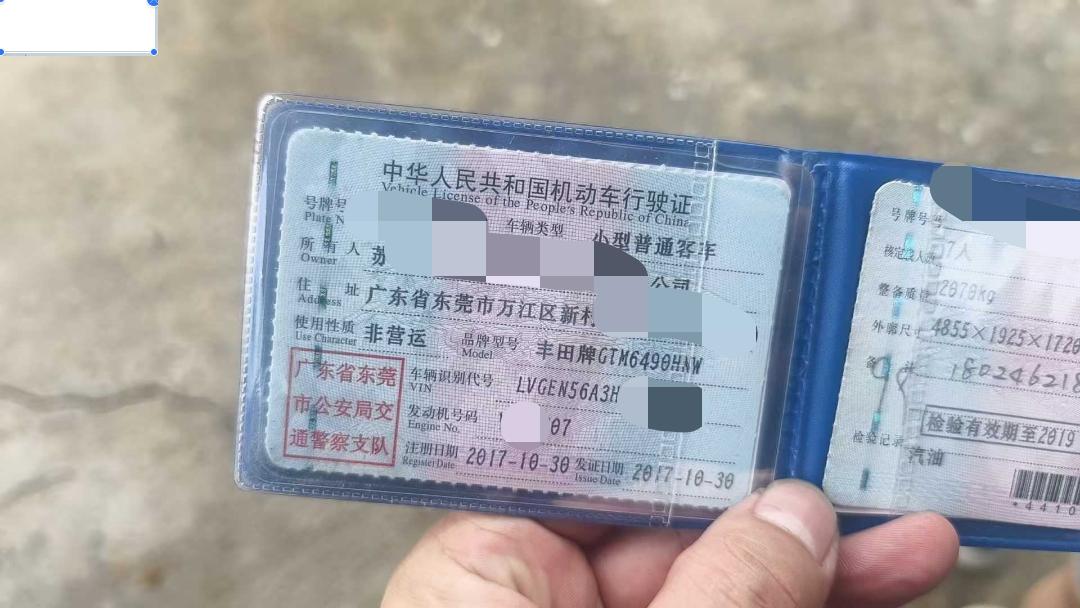 中华人民共和国机动车行驶证
Vehicle License of the People's Republic of China
号牌号
Plate N
车辆类型 小型普通客车
所有人 苏
Owner
公司
住址 广东省东莞市万江区新村
Address
使用性质 非营运
Use Character
品牌型号 丰田牌GTM6490HNW
Model
广东省东莞
市公安局交
通警察支队
车辆识别代号 LVGEN56A3H
VIN
发动机号码 07
Engine No.
注册日期 2017-10-30 发证日期 2017-10-30
Register Date
Issue Date
号牌号
核定载人数 7人
整备质量 2070kg
外廓尺寸 4855×1925×1720
备
18024621
检验有效期至2019
检验记录
汽油
*4410